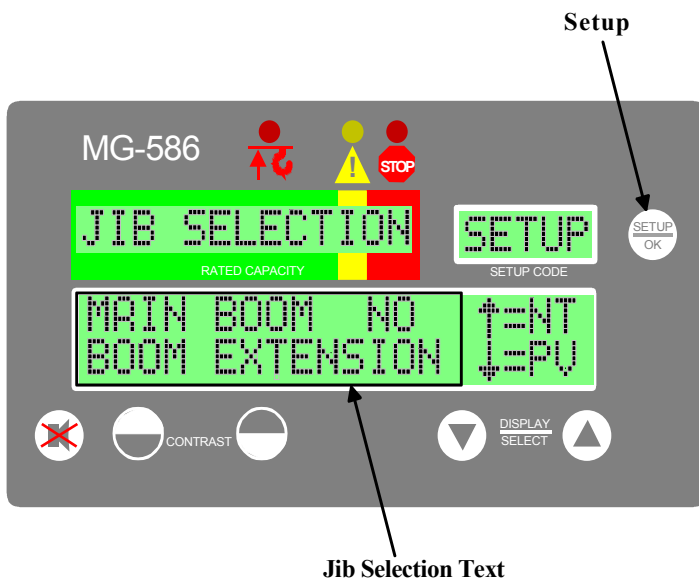 Setup
MG-586
!
STOP
JIB SELECTION
SETUP
SETUP
OK
RATED CAPACITY
SETUP CODE
MAIN BOOM NO
BOOM EXTENSION
↑=NT
↓=PV
CONTRAST
DISPLAY
SELECT
Jib Selection Text